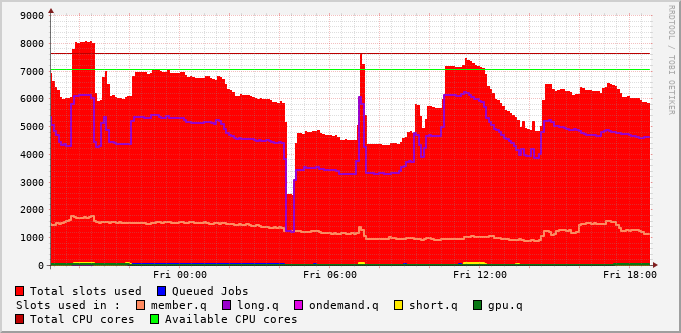 9000
8000
7000
6000
5000
4000
3000
2000
1000
0
Fri 00:00 Fri 06:00 Fri 12:00 Fri 18:00
RRDTOOL / TOBI OETIKER
Total slots used Queued Jobs
Slots used in : member.q long.q ondemand.q short.q gpu.q
Total CPU cores Available CPU cores